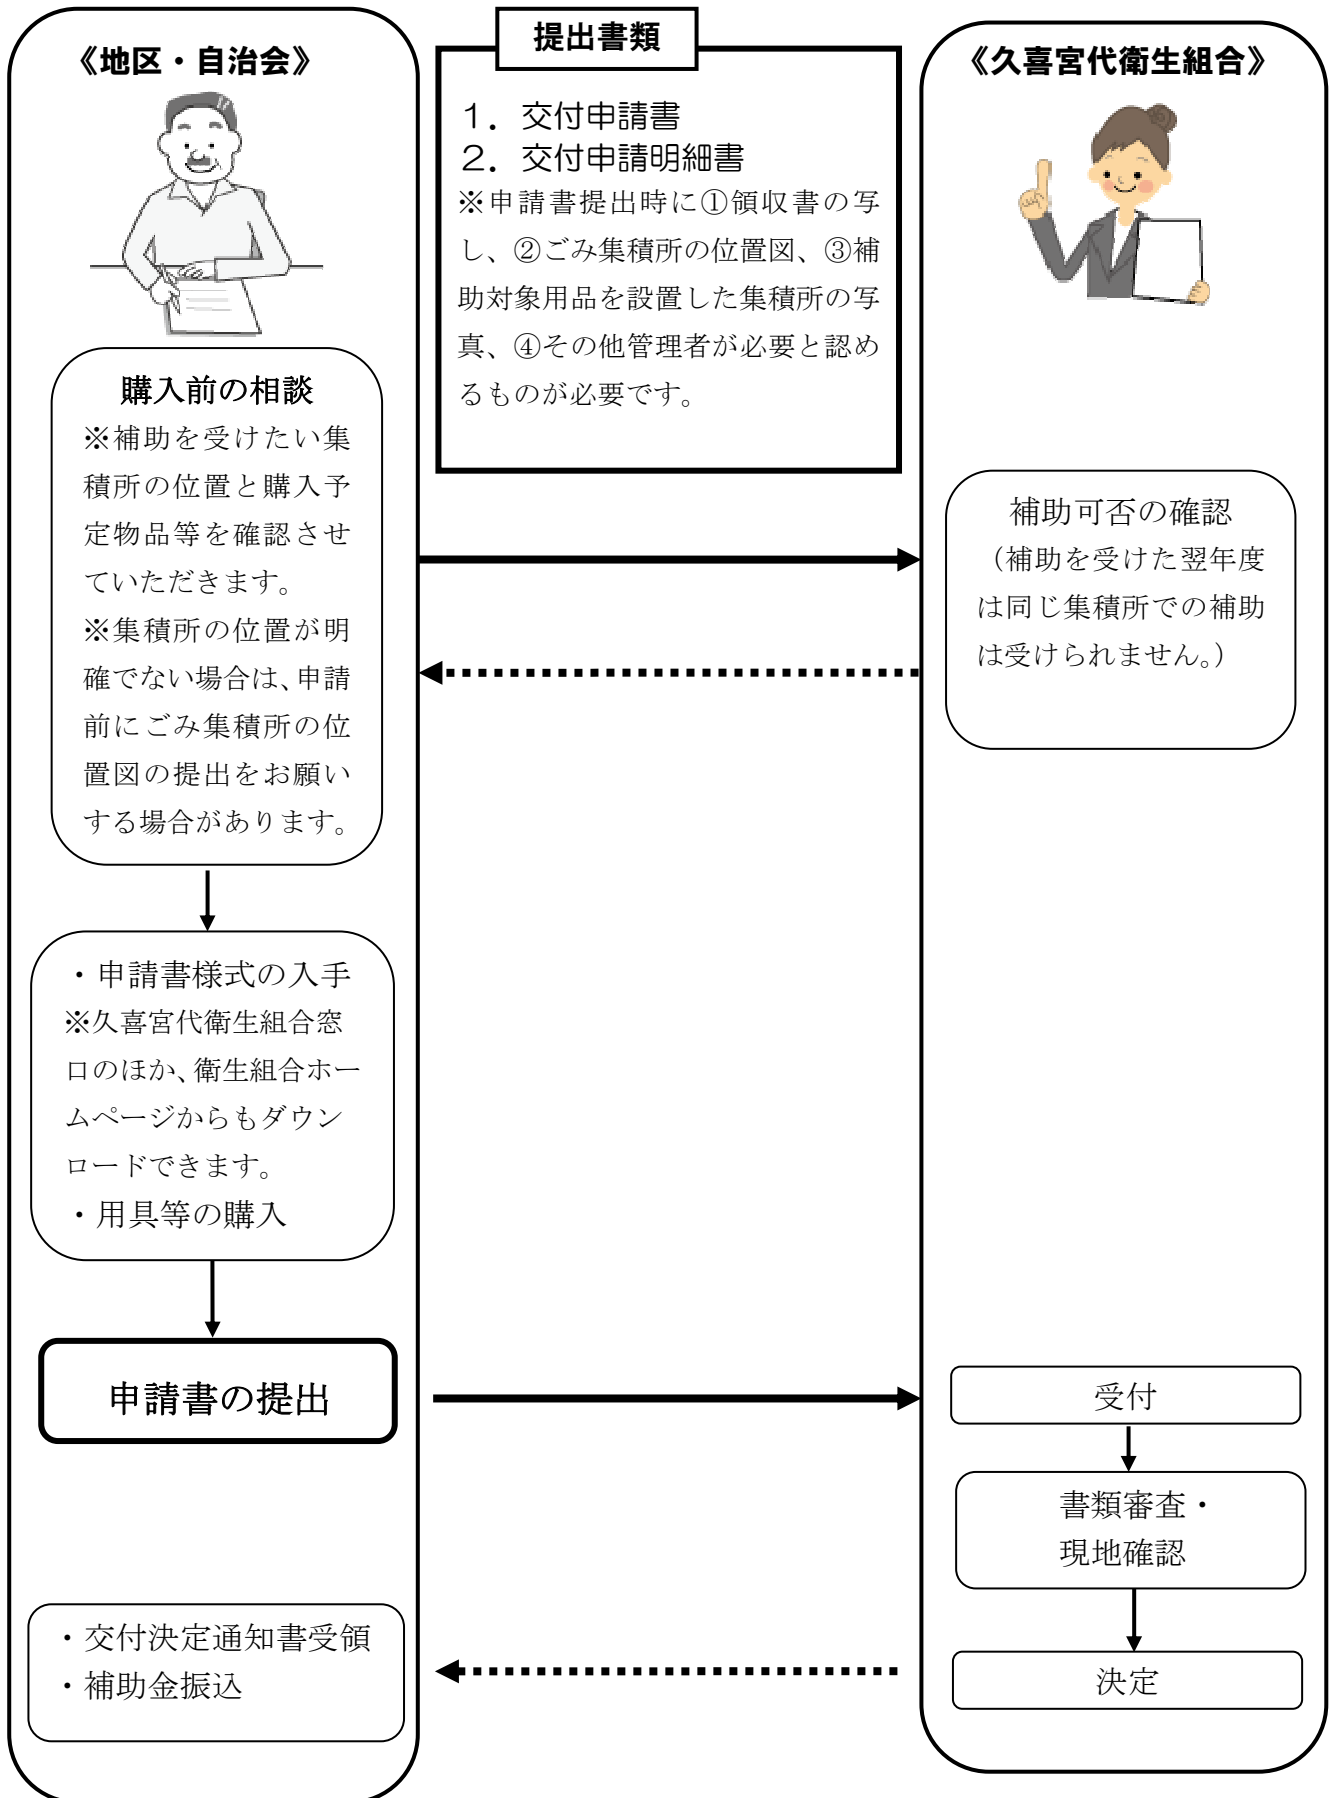 《地区・自治会》
購入前の相談
※補助を受けたい集
積所の位置と購入予
定物品等を確認させ
ていただきます。
※集積所の位置が明
確でない場合は、申請
前にごみ集積所の位
置図の提出をお願い
する場合があります。
・申請書様式の入手
※久喜宮代衛生組合窓
口のほか、衛生組合ホー
ムページからもダウン
ロードできます。
・用具等の購入
申請書の提出
・交付決定通知書受領
・補助金振込
提出書類
１．交付申請書
２．交付申請明細書
※申請書提出時に①領収書の写
し、②ごみ集積所の位置図、③補
助対象用品を設置した集積所の写
真、④その他管理者が必要と認め
るものが必要です。
《久喜宮代衛生組合》
補助可否の確認
（補助を受けた翌年度
は同じ集積所での補助
は受けられません。）
受付
書類審査・
現地確認
決定